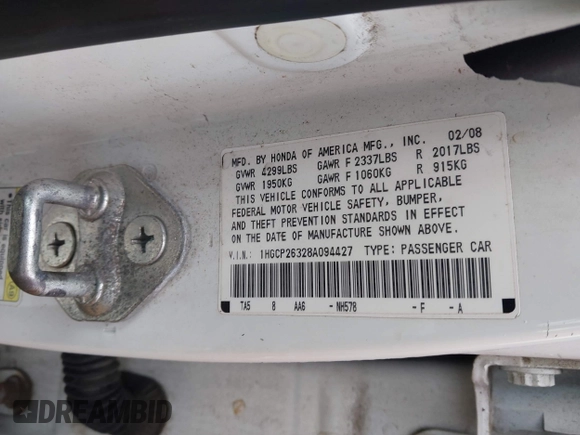 MFD. BY HONDA OF AMERICA MFG., INC. 02/08
GVWR 4299LBS GAWR F 2337LBS R 2017LBS
GVWR 1950KG GAWR F 1060KG R 915KG
THIS VEHICLE CONFORMS TO ALL APPLICABLE
FEDERAL MOTOR VEHICLE SAFETY, BUMPER,
AND THEFT PREVENTION STANDARDS IN EFFECT
ON THE DATE OF MANUFACTURE SHOWN ABOVE.
V.I.N.: 1HGCP26328A094427 TYPE: PASSENGER CAR
TA5 8 AA6 -NH578 -F -A
DREAMBID